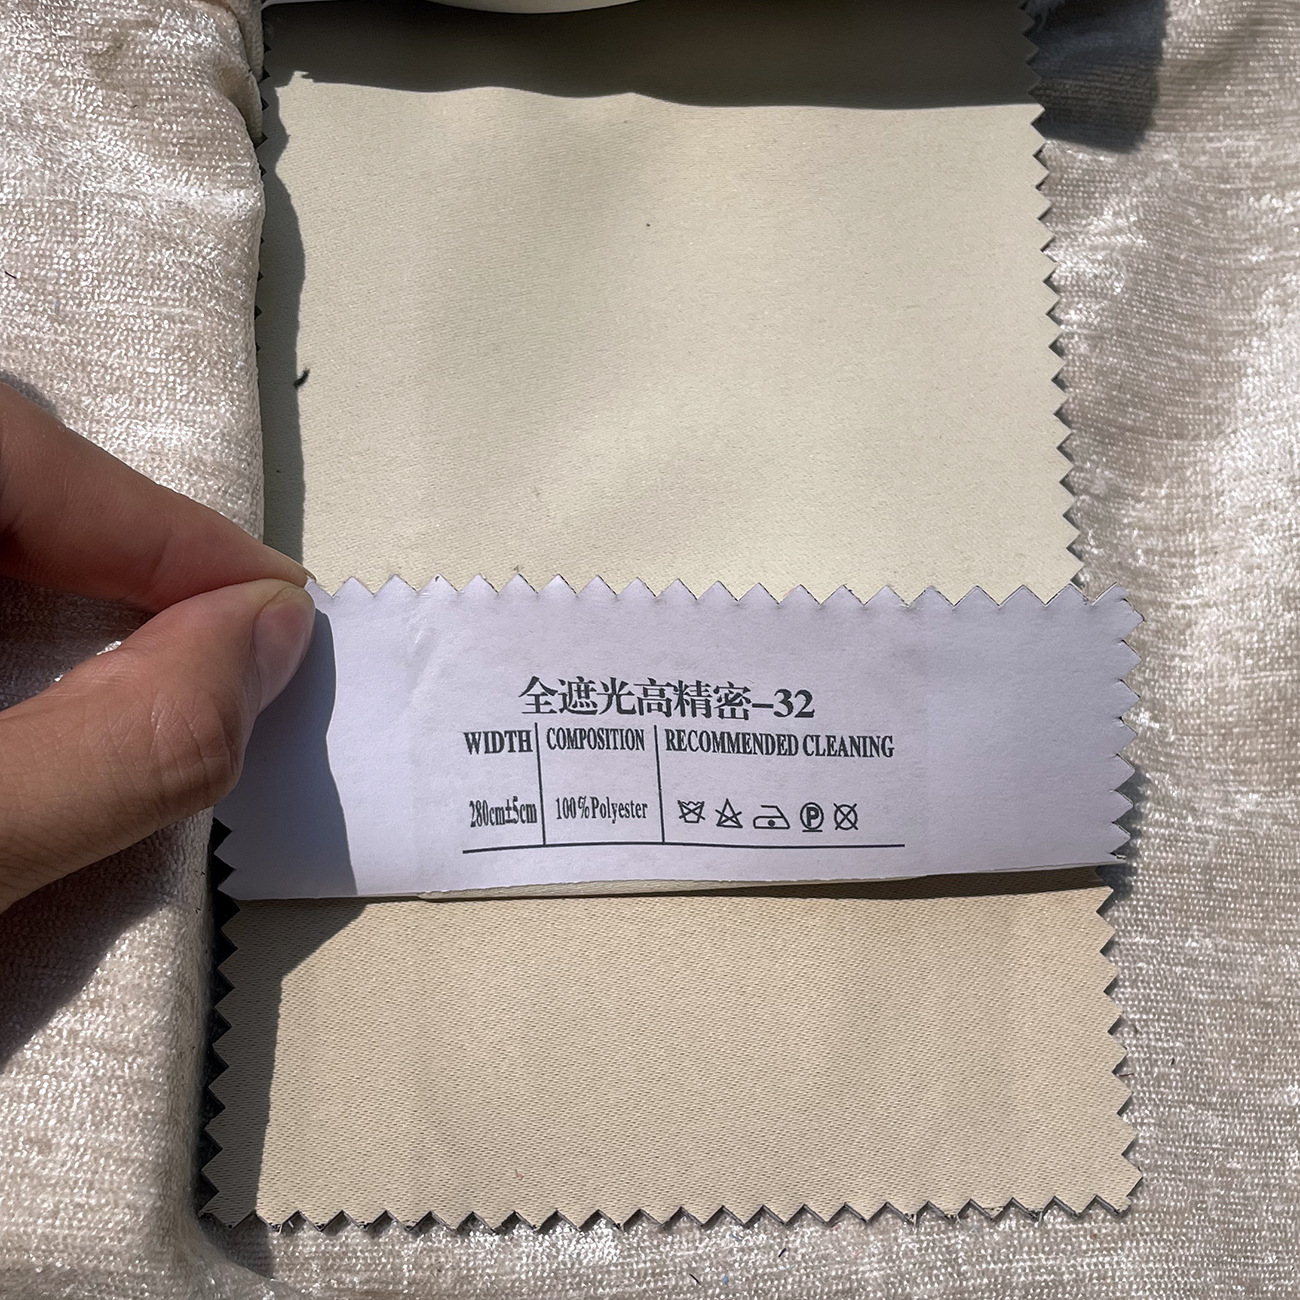 全遮光高精密-32
WIDTH COMPOSITION RECOMMENDED CLEANING
280cm±5cm 100%Polyester P